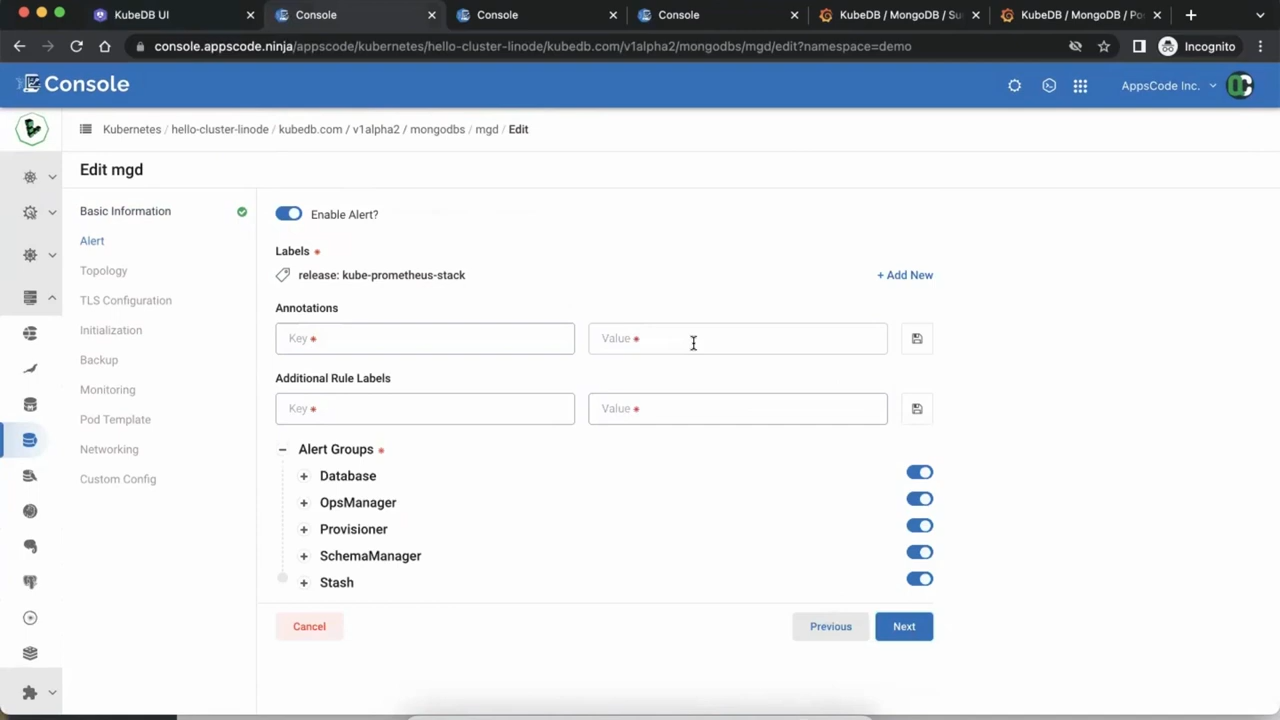 KubeDB UI
Console
Console
Console
KubeDB / MongoDB / Su
KubeDB / MongoDB / Po
console.appscode.ninja/appscode/kubernetes/hello-cluster-linode/kubedb.com/v1alpha2/mongodbs/mgd/edit?namespace=demo
Incognito
Console
AppsCode Inc.
Kubernetes / hello-cluster-linode / kubedb.com / v1alpha2 / mongodbs / mgd / Edit
Edit mgd
Basic Information
Alert
Topology
TLS Configuration
Initialization
Backup
Monitoring
Pod Template
Networking
Custom Config
Enable Alert?
Labels *
release: kube-prometheus-stack
+ Add New
Annotations
Key * Value *
Additional Rule Labels
Key * Value *
Alert Groups *
Database
OpsManager
Provisioner
SchemaManager
Stash
Cancel
Previous
Next